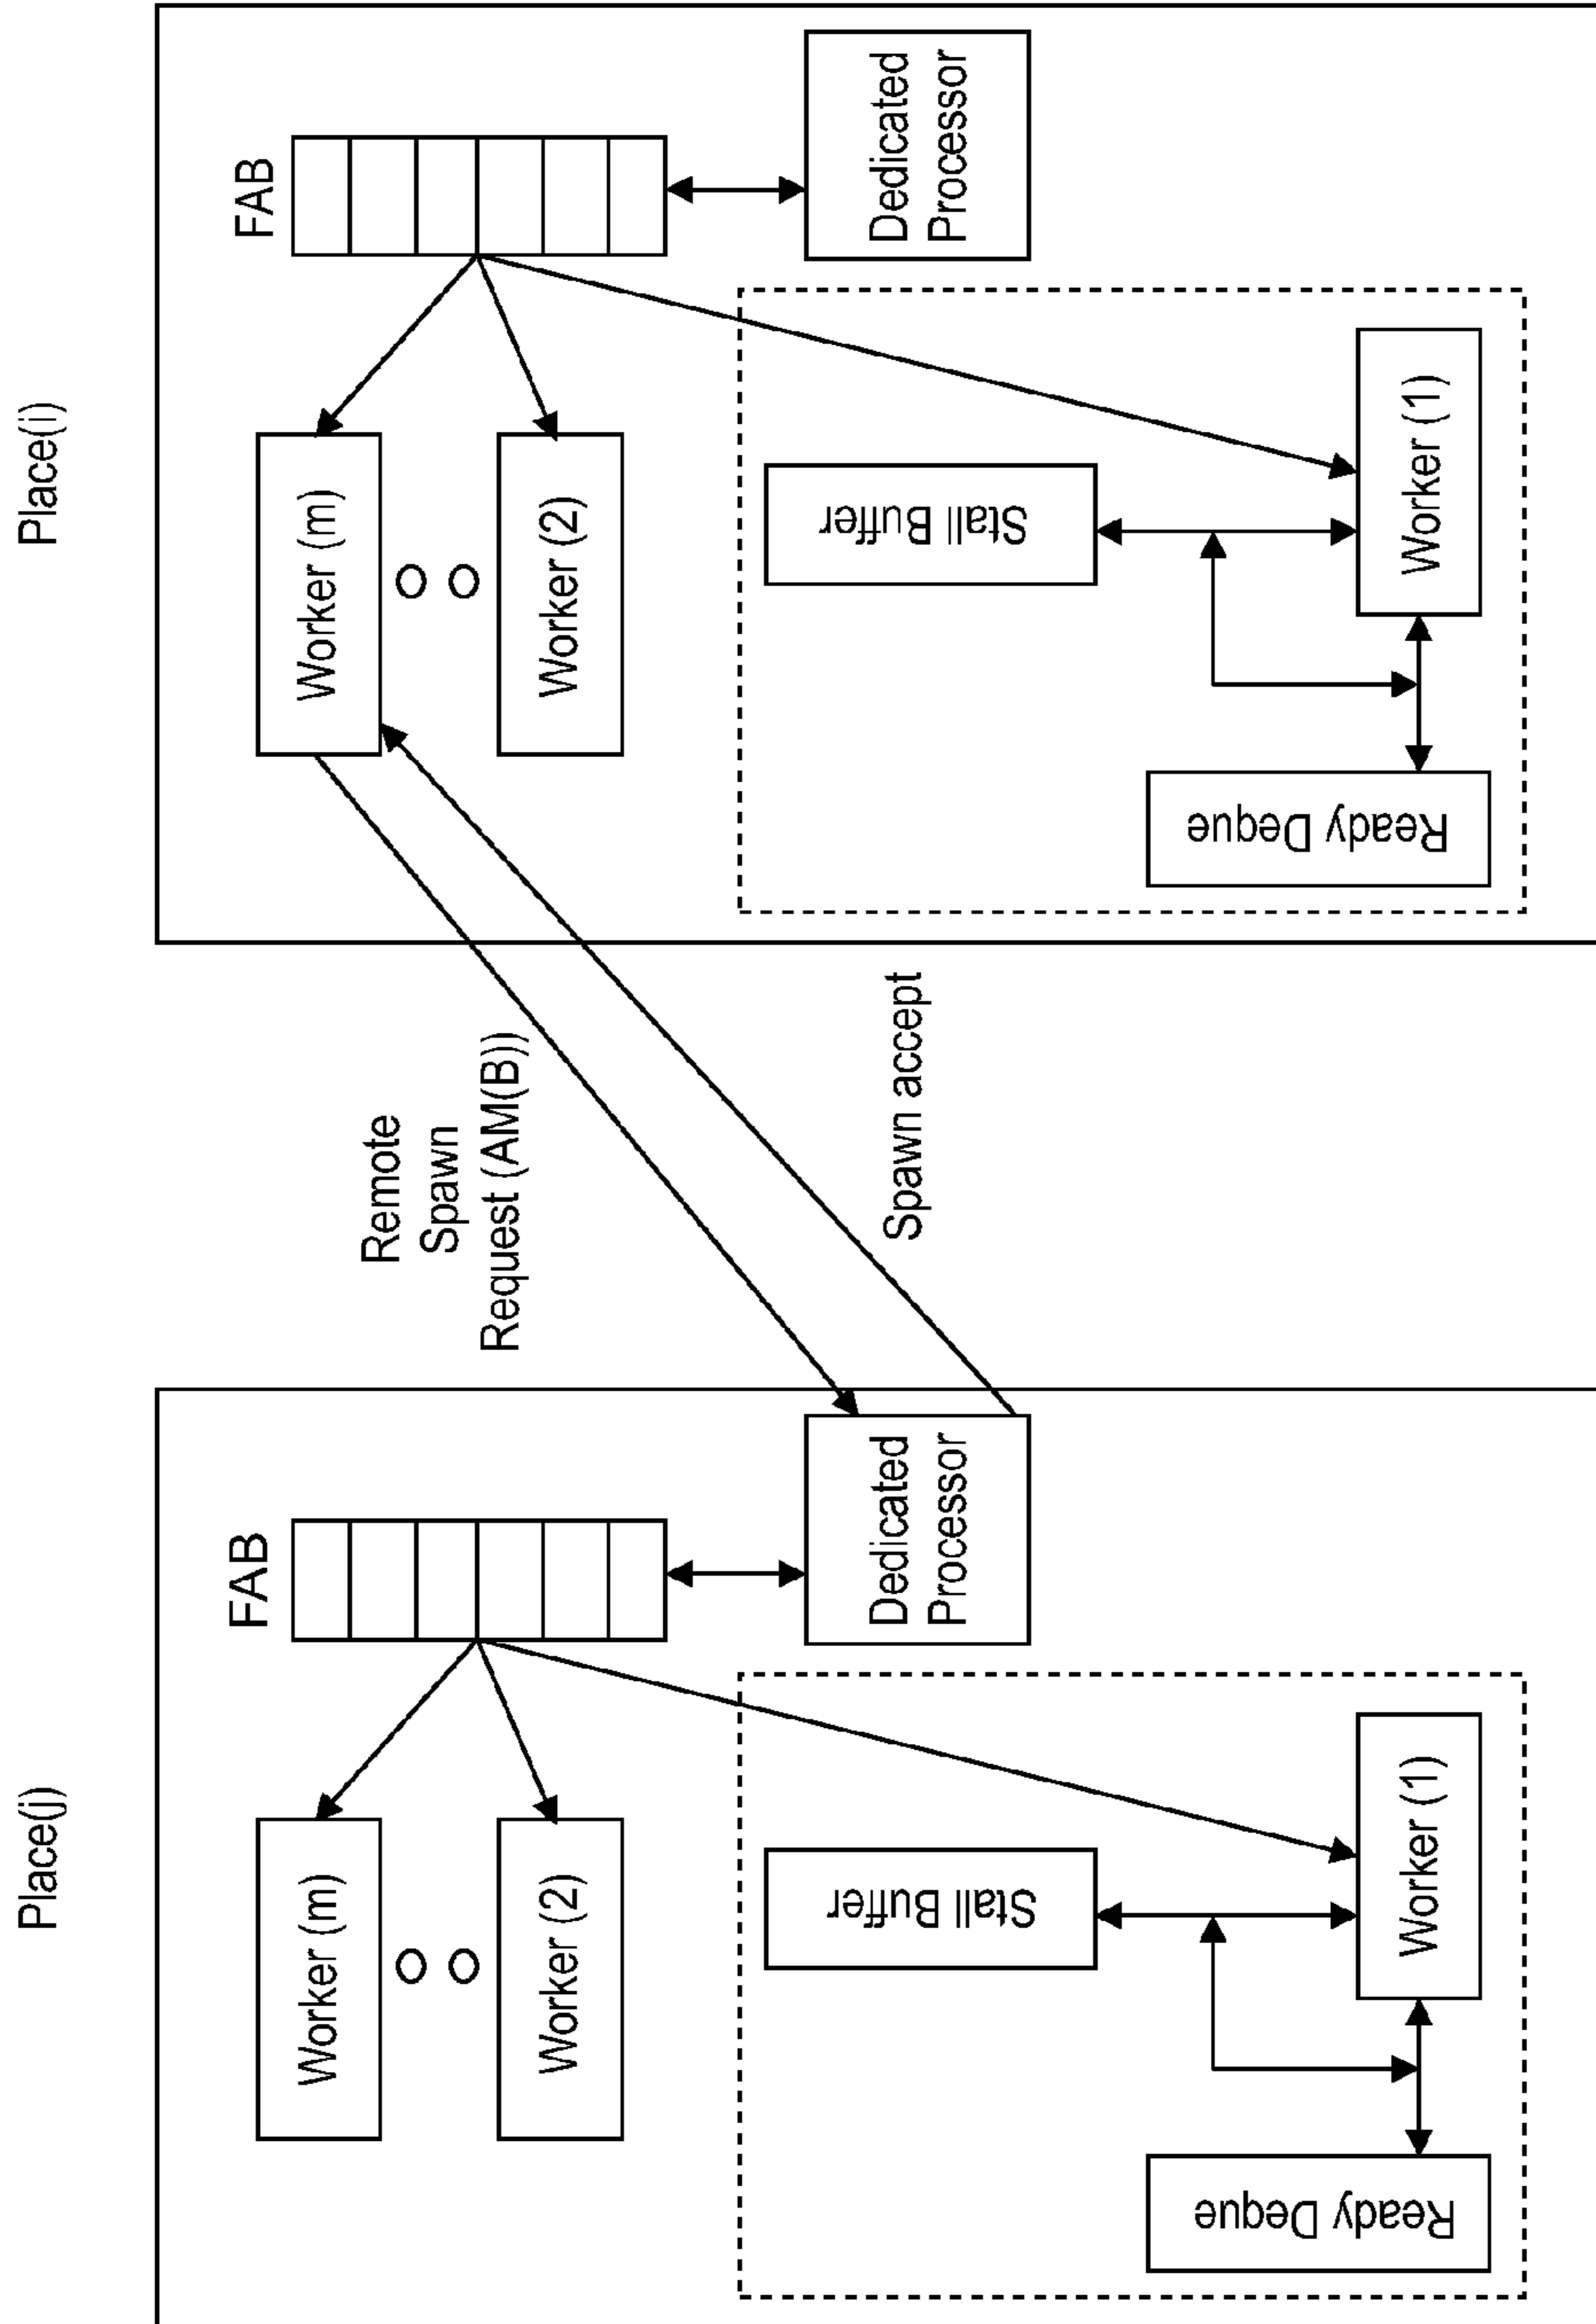 Place(j)
FAB
Worker (m)
Worker (2)
Dedicated
Processor
Stall Buffer
Worker (1)
Ready Deque
Remote
Spawn
Request (AM(B))
Spawn accept
Place(i)
FAB
Worker (m)
Worker (2)
Dedicated
Processor
Stall Buffer
Worker (1)
Ready Deque